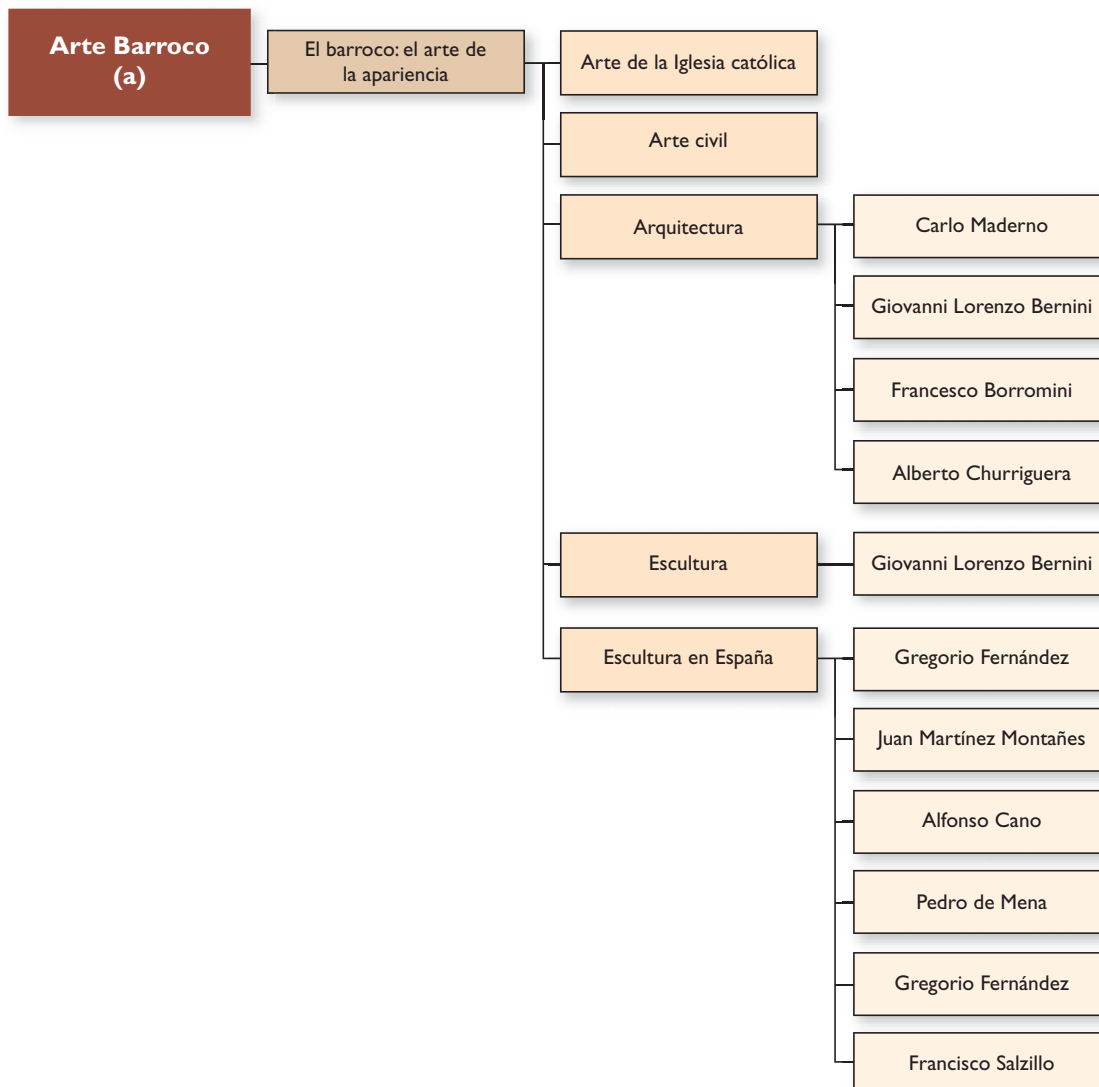 Arte Barroco
(a)
El barroco: el arte de
la apariencia
Arte de la Iglesia católica
Arte civil
Arquitectura
Carlo Maderno
Giovanni Lorenzo Bernini
Francesco Borromini
Alberto Churriguera
Escultura
Giovanni Lorenzo Bernini
Escultura en España
Gregorio Fernández
Juan Martínez Montañes
Alfonso Cano
Pedro de Mena
Gregorio Fernández
Francisco Salzillo